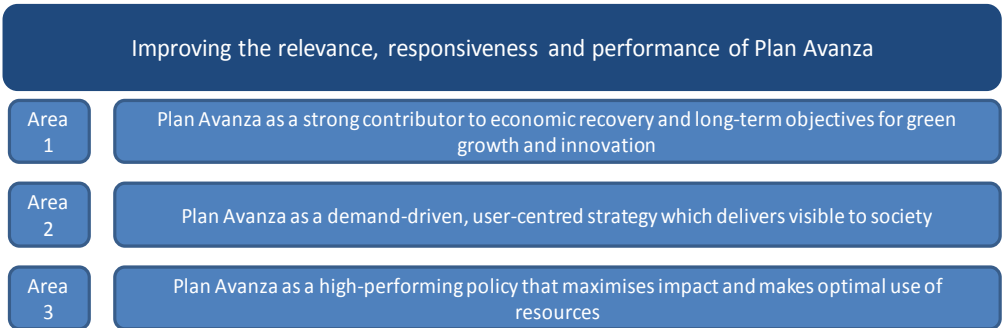 Improving the relevance, responsiveness and performance of Plan Avanza
Area
1
Plan Avanza as a strong contributor to economic recovery and long-term objectives for green
growth and innovation
Area
2
Plan Avanza as a demand-driven, user-centred strategy which delivers visible to society
Area
3
Plan Avanza as a high-performing policy that maximises impact and makes optimal use of
resources